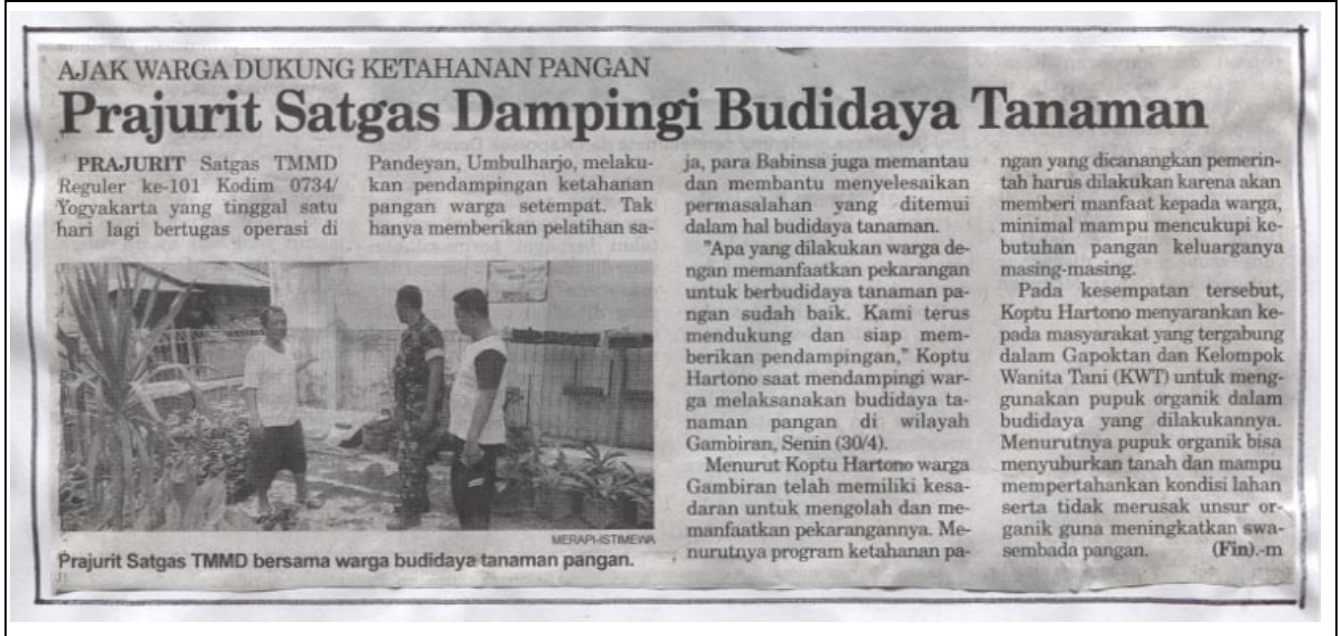 AJAK WARGA DUKUNG KETAHANAN PANGAN
Prajurit Satgas Dampingi Budidaya Tanaman
PRAJURIT Satgas TMMD
Reguler ke-101 Kodim 0734/
Yogyakarta yang tinggal satu
hari lagi bertugas operasi di
Pandeyan, Umbulharjo, melaku-
kan pendampingan ketahanan
pangan warga setempat. Tak
hanya memberikan pelatihan sa-
ja, para Babinsa juga memantau
dan membantu menyelesaikan
permasalahan yang ditemui
dalam hal budidaya tanaman.
"Apa yang dilakukan warga de-
ngan memanfaatkan pekarangan
untuk berbudidaya tanaman pa-
ngan sudah baik. Kami terus
mendukung dan siap mem-
berikan pendampingan," Koptu
Hartono saat mendampingi war-
ga melaksanakan budidaya ta-
naman pangan di wilayah
Gambiran, Senin (30/4).
Menurut Koptu Hartono warga
Gambiran telah memiliki kesa-
daran untuk mengolah dan me-
manfaatkan pekarangannya. Me-
nurutnya program ketahanan pa-
ngan yang dicanangkan pemerin-
tah harus dilakukan karena akan
memberi manfaat kepada warga,
minimal mampu mencukupi ke-
butuhan pangan keluarganya
masing-masing.
Pada kesempatan tersebut,
Koptu Hartono menyarankan ke-
pada masyarakat yang tergabung
dalam Gapoktan dan Kelompok
Wanita Tani (KWT) untuk meng-
gunakan pupuk organik dalam
budidaya yang dilakukannya.
Menurutnya pupuk organik bisa
menyuburkan tanah dan mampu
mempertahankan kondisi lahan
serta tidak merusak unsur or-
ganik guna meningkatkan swa-
sembada pangan. (Fin).-m
MERAPI-ISTIMEWA
Prajurit Satgas TMMD bersama warga budidaya tanaman pangan.